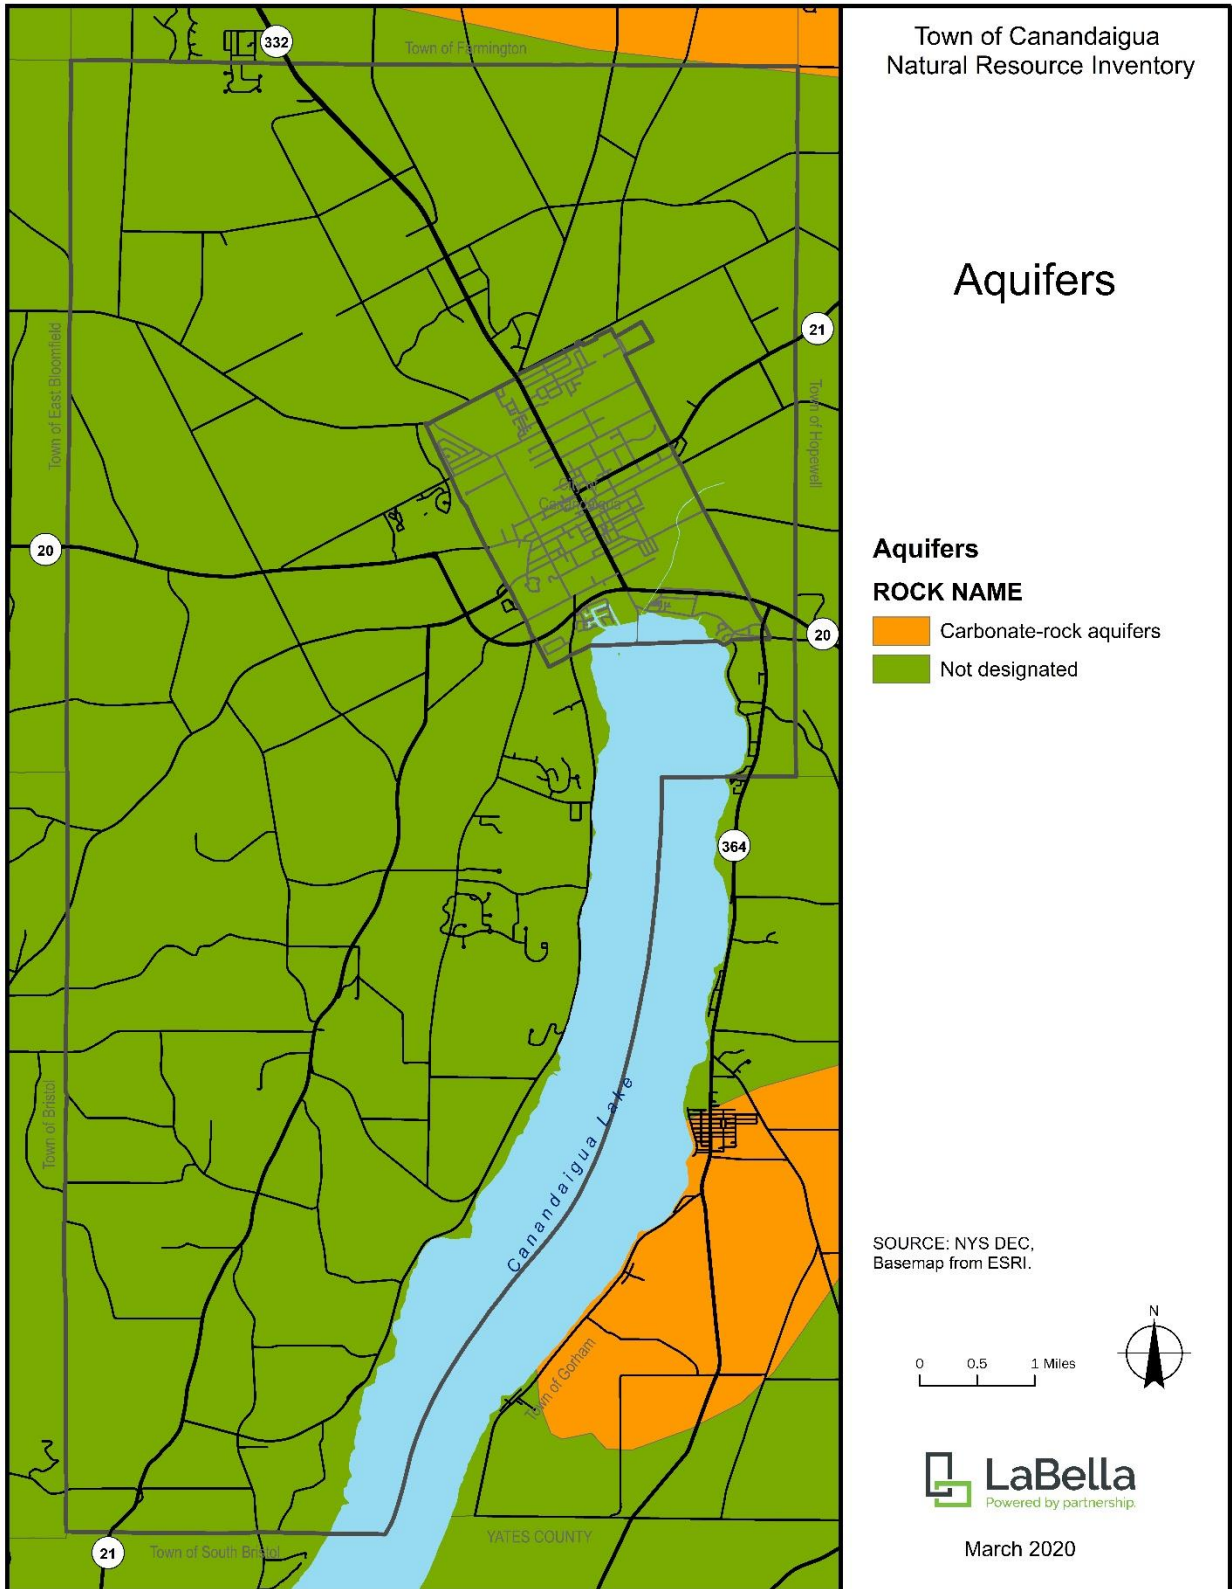 Town of Canandaigua
Natural Resource Inventory
Aquifers
332
Town of Farmington
21
Town of East Bloomfield
Town of Hopewell
City of
Canandaigua
20
20
364
Town of Bristol
Canandaigua Lake
Town of Gorham
YATES COUNTY
21
Town of South Bristol
Aquifers
ROCK NAME
Carbonate-rock aquifers
Not designated
SOURCE: NYS DEC,
Basemap from ESRI.
N
0 0.5 1 Miles
LaBella
Powered by partnership.
March 2020